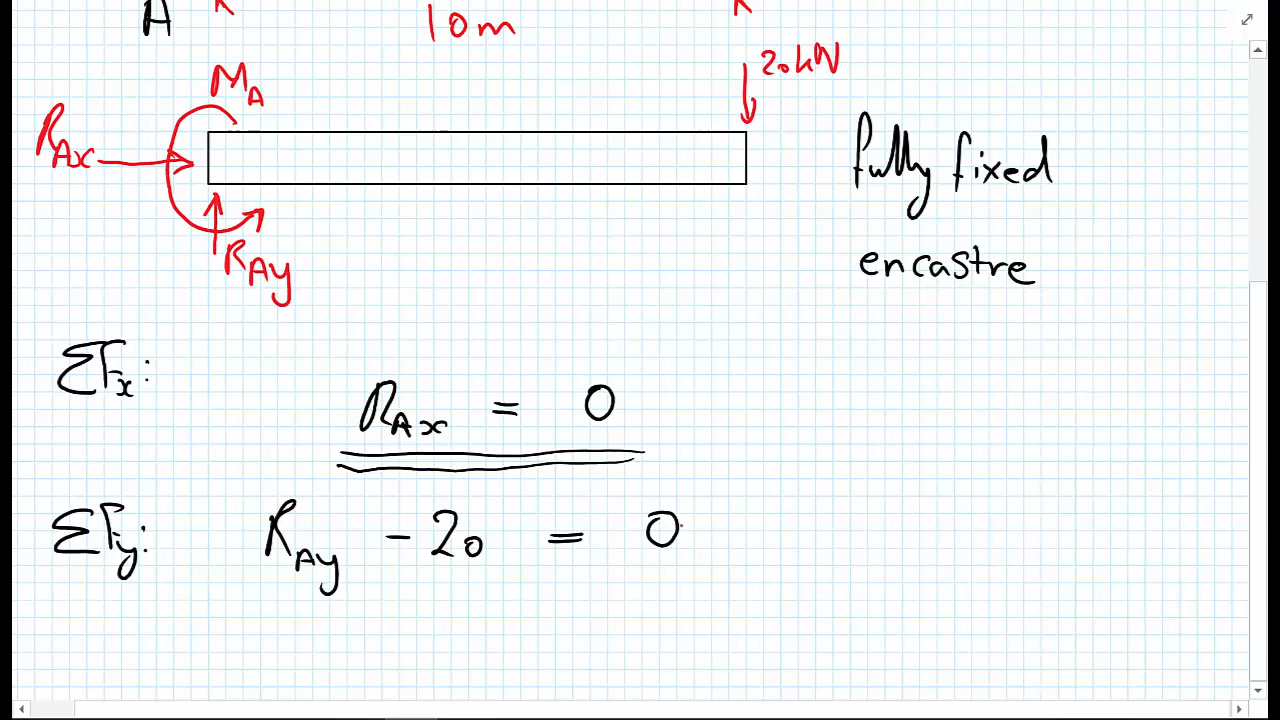 A
10m
20kN
M_A
R_Ax
R_Ay
fully fixed
encastre
ΣF_x:
R_Ax = 0
ΣF_y: R_Ay - 20 = 0